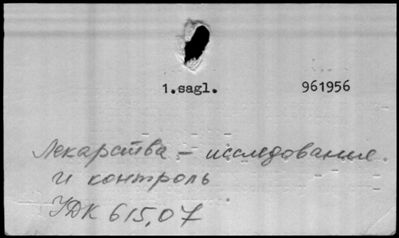 1.sagl. 961956
Лекарства – исследование
и контроль
УДК 615,07